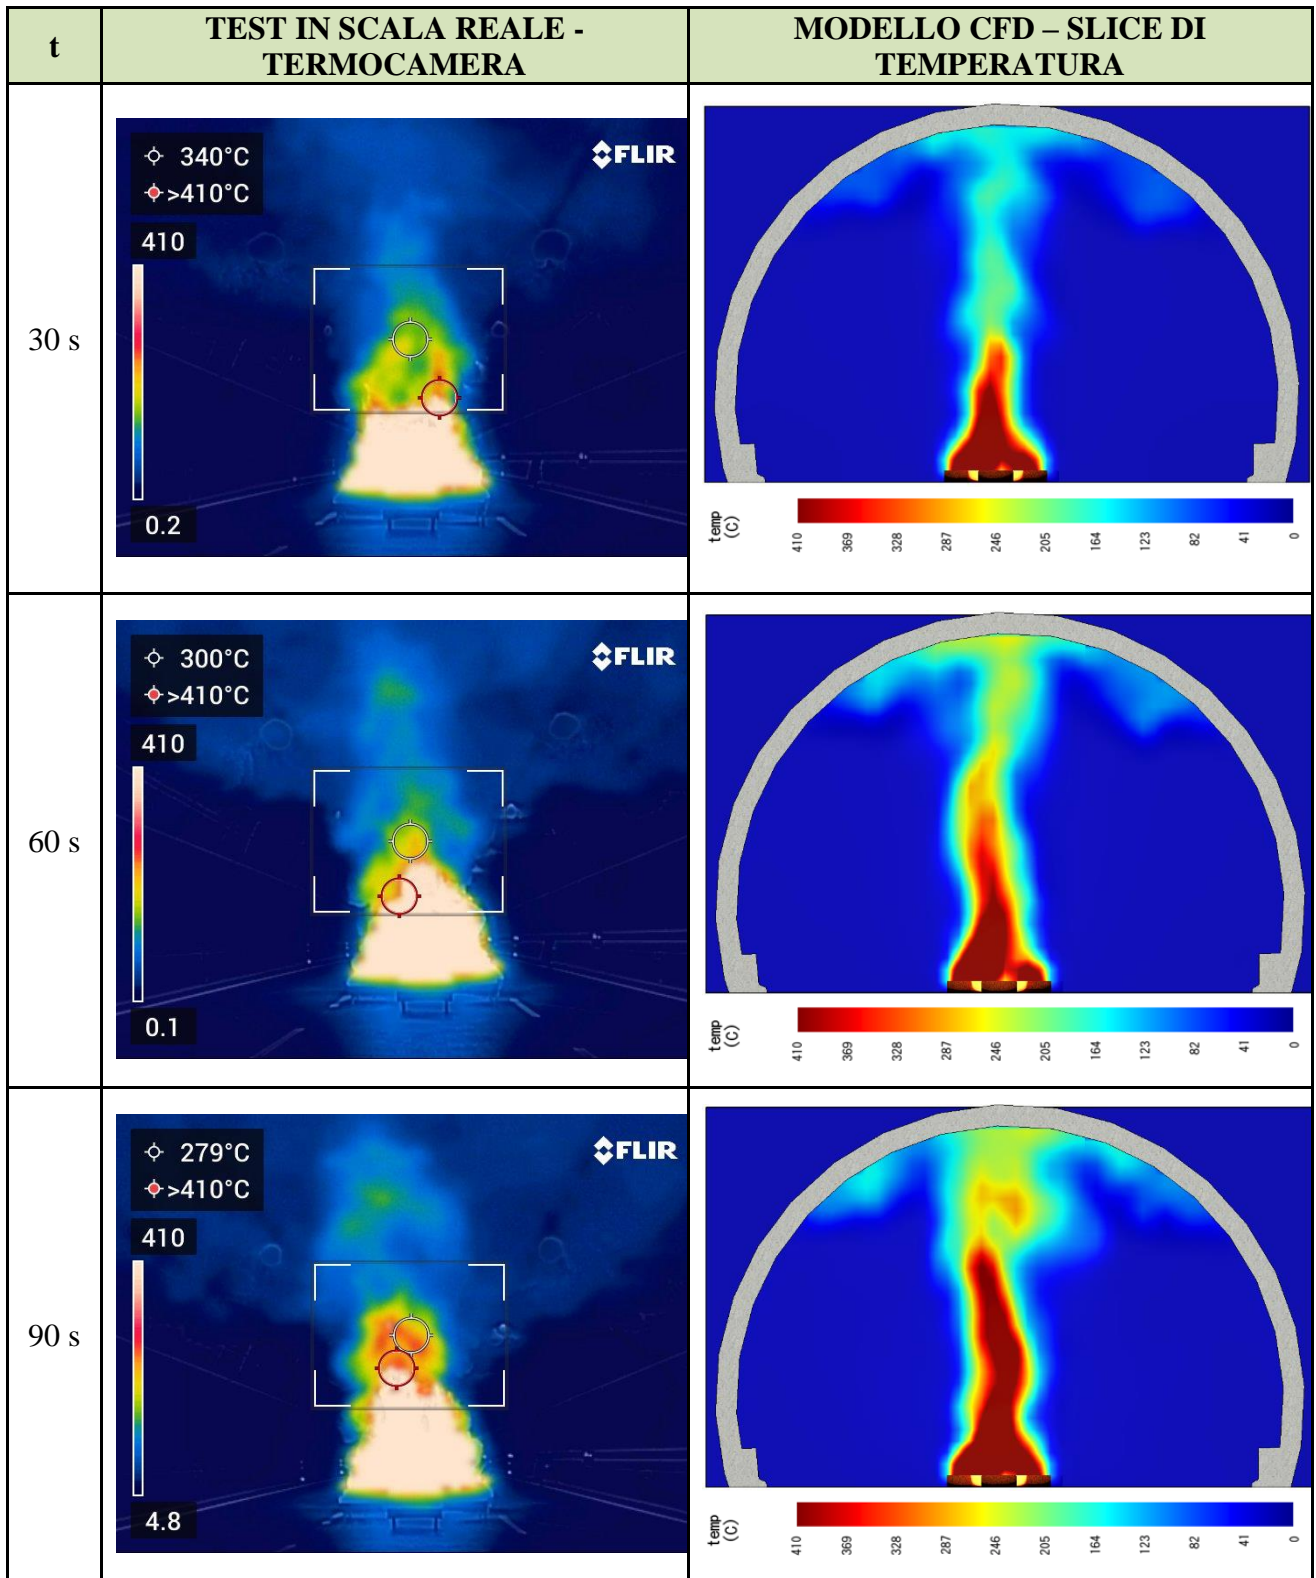 t
TEST IN SCALA REALE -
TERMOCAMERA
MODELLO CFD – SLICE DI
TEMPERATURA
30 s
340°C
>410°C
410
0.2
FLIR
temp
(C)
410
369
328
287
246
205
164
123
82
41
0
60 s
300°C
>410°C
410
0.1
FLIR
temp
(C)
410
369
328
287
246
205
164
123
82
41
0
90 s
279°C
>410°C
410
4.8
FLIR
temp
(C)
410
369
328
287
246
205
164
123
82
41
0